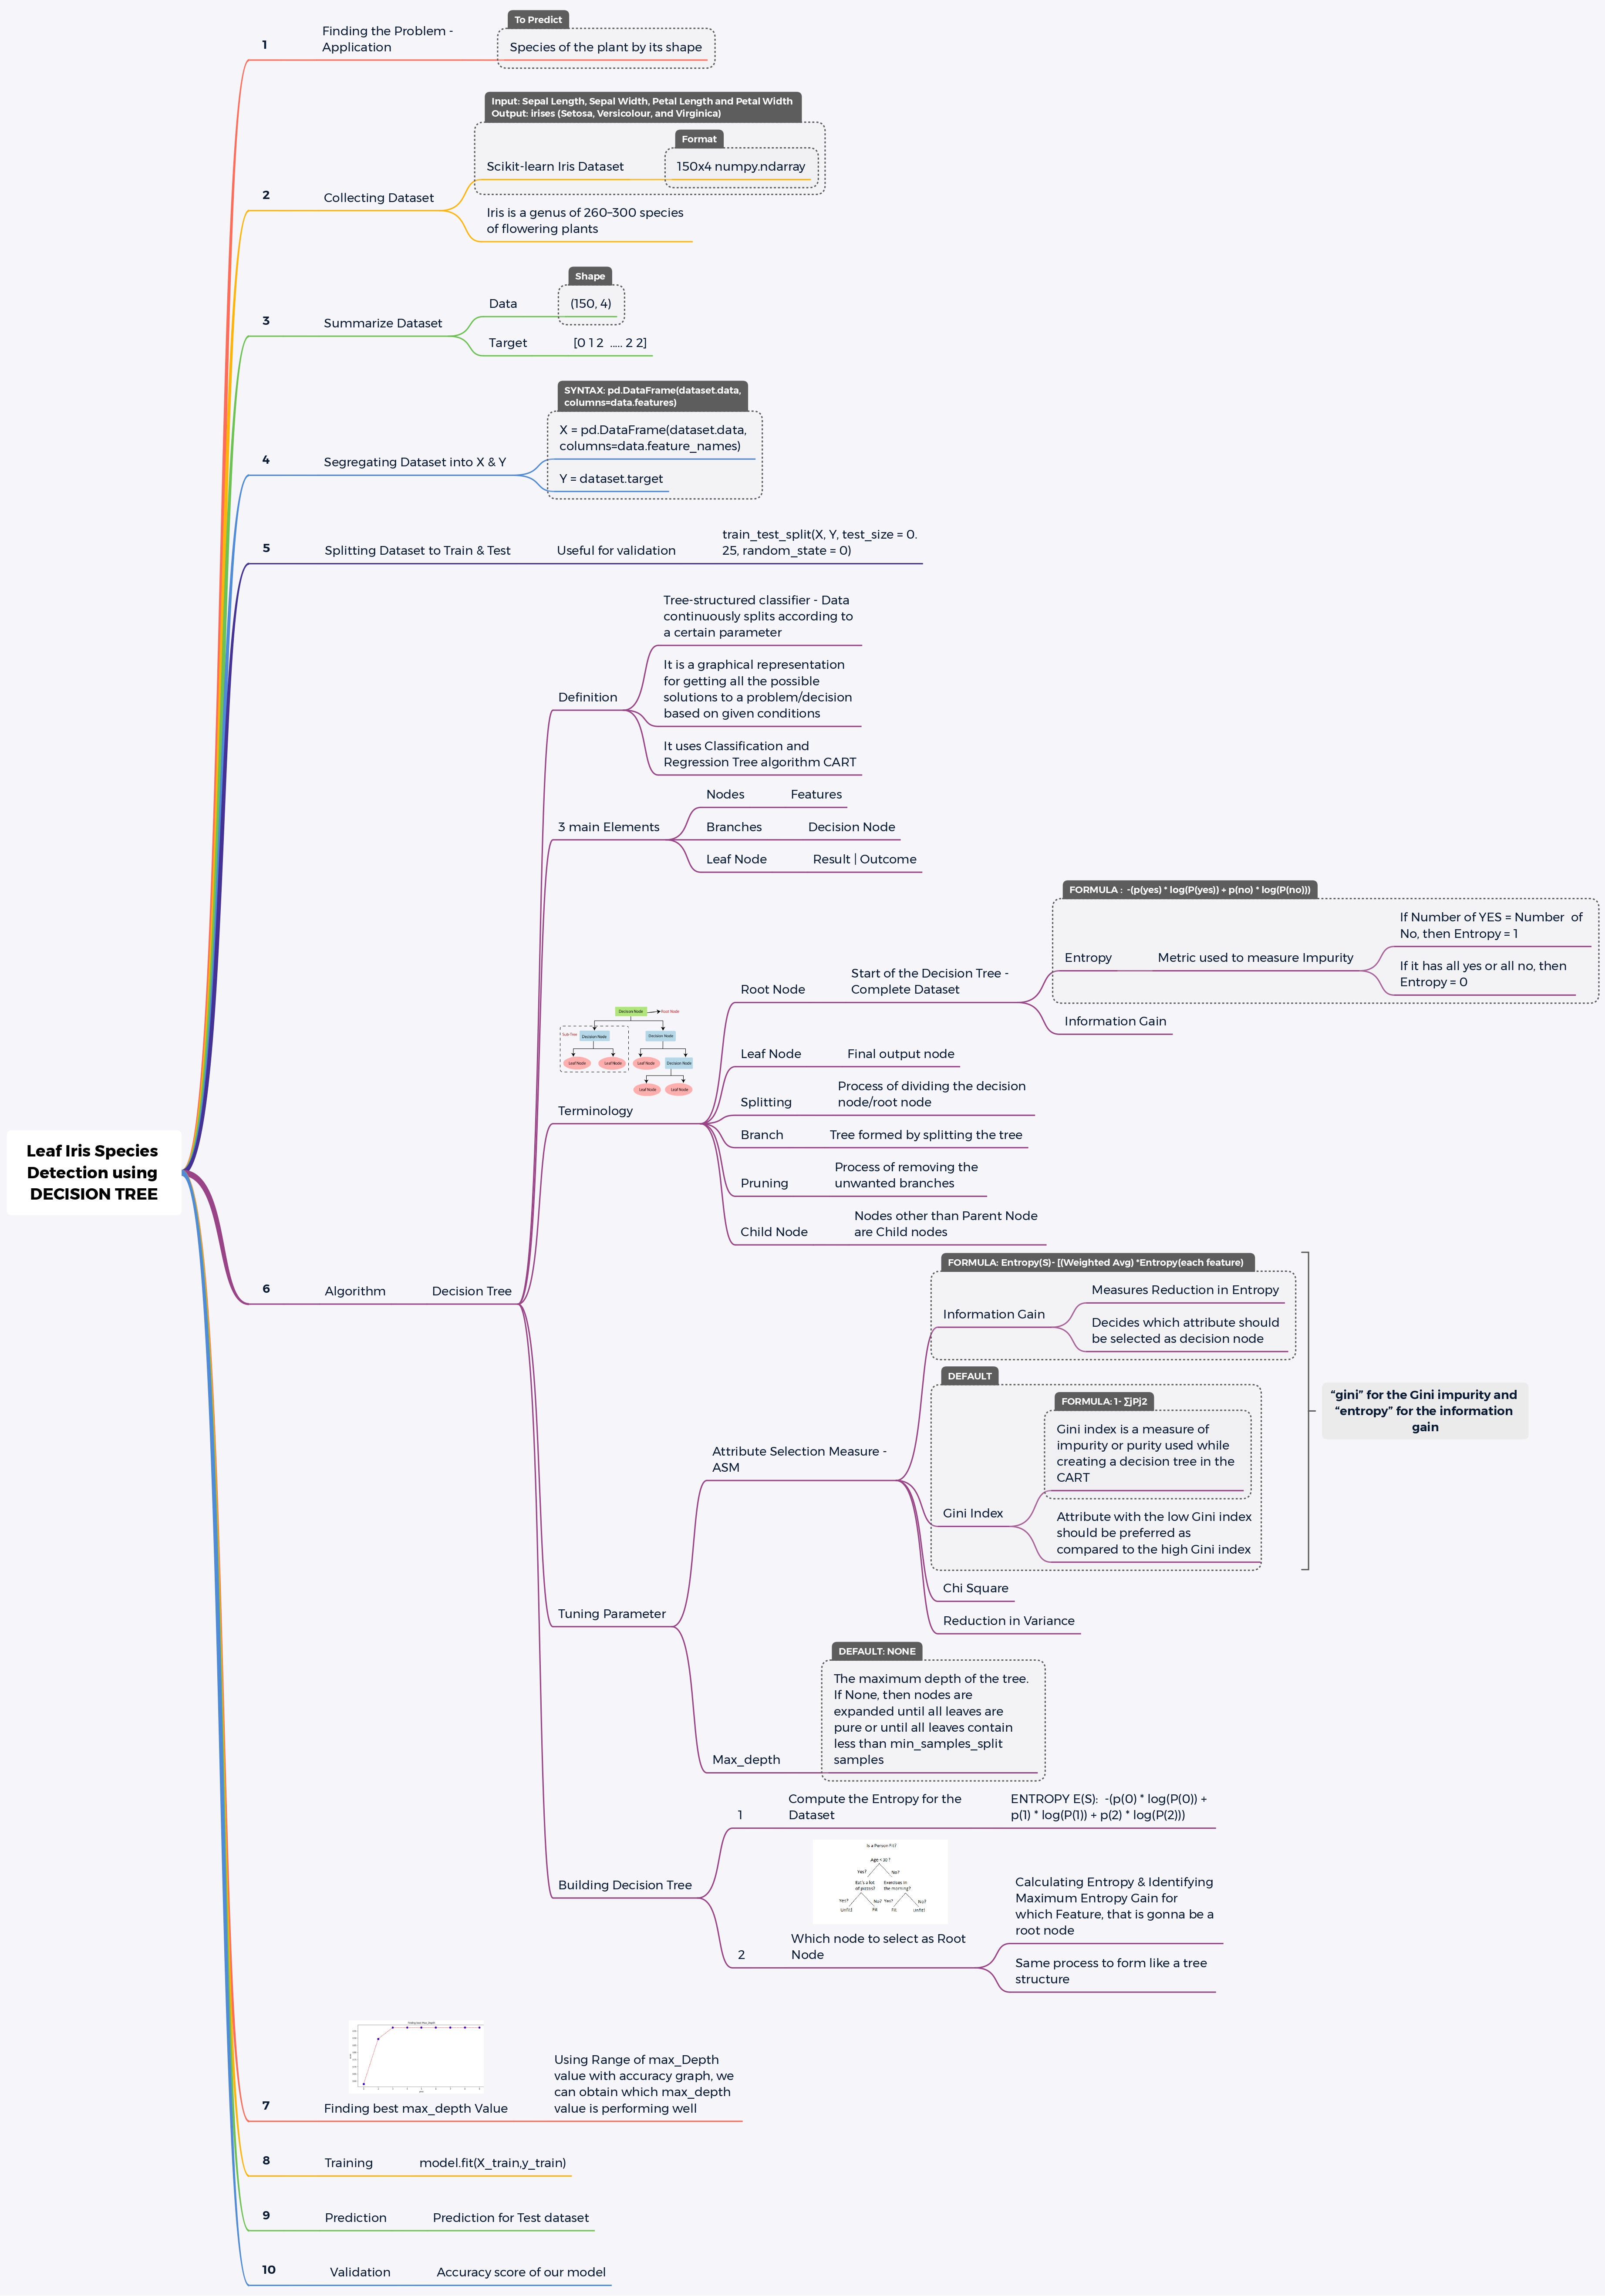 Leaf Iris Species
Detection using
DECISION TREE
1
Finding the Problem -
Application
To Predict
Species of the plant by its shape
2
Collecting Dataset
Input: Sepal Length, Sepal Width, Petal Length and Petal Width
Output: irises (Setosa, Versicolour, and Virginica)
Scikit-learn Iris Dataset
Format
150x4 numpy.ndarray
Iris is a genus of 260–300 species
of flowering plants
3
Summarize Dataset
Data
Shape
(150, 4)
Target
[0 1 2 ..... 2 2]
4
Segregating Dataset into X & Y
SYNTAX: pd.DataFrame(dataset.data,
columns=data.features)
X = pd.DataFrame(dataset.data,
columns=data.feature_names)
Y = dataset.target
5
Splitting Dataset to Train & Test
Useful for validation
train_test_split(X, Y, test_size = 0.
25, random_state = 0)
6
Algorithm
Decision Tree
Definition
Tree-structured classifier - Data
continuously splits according to
a certain parameter
It is a graphical representation
for getting all the possible
solutions to a problem/decision
based on given conditions
It uses Classification and
Regression Tree algorithm CART
3 main Elements
Nodes
Features
Branches
Decision Node
Leaf Node
Result | Outcome
Terminology
Decision Node
Root Node
Sub-Tree
Decision Node
Decision Node
Leaf Node
Leaf Node
Leaf Node
Decision Node
Leaf Node
Leaf Node
Root Node
Start of the Decision Tree -
Complete Dataset
FORMULA : -(p(yes) * log(P(yes)) + p(no) * log(P(no)))
Entropy
Metric used to measure Impurity
If Number of YES = Number of
No, then Entropy = 1
If it has all yes or all no, then
Entropy = 0
Information Gain
Leaf Node
Final output node
Splitting
Process of dividing the decision
node/root node
Branch
Tree formed by splitting the tree
Pruning
Process of removing the
unwanted branches
Child Node
Nodes other than Parent Node
are Child nodes
Tuning Parameter
Attribute Selection Measure -
ASM
FORMULA: Entropy(S)- [(Weighted Avg) *Entropy(each feature)
Information Gain
Measures Reduction in Entropy
Decides which attribute should
be selected as decision node
DEFAULT
Gini Index
FORMULA: 1- ∑jPj2
Gini index is a measure of
impurity or purity used while
creating a decision tree in the
CART
Attribute with the low Gini index
should be preferred as
compared to the high Gini index
Chi Square
Reduction in Variance
“gini” for the Gini impurity and
“entropy” for the information
gain
Max_depth
DEFAULT: NONE
The maximum depth of the tree.
If None, then nodes are
expanded until all leaves are
pure or until all leaves contain
less than min_samples_split
samples
Building Decision Tree
1
Compute the Entropy for the
Dataset
ENTROPY E(S): -(p(0) * log(P(0)) +
p(1) * log(P(1)) + p(2) * log(P(2)))
2
Is a Person Fit?
Age < 30 ?
Yes?
No?
Eat's a lot
of pizzas?
Exercises in
the morning?
Yes?
No?
Yes?
No?
Unfit!
Fit
Fit
Unfit!
Which node to select as Root
Node
Calculating Entropy & Identifying
Maximum Entropy Gain for
which Feature, that is gonna be a
root node
Same process to form like a tree
structure
7
Finding best max_depth Value
Using Range of max_Depth
value with accuracy graph, we
can obtain which max_depth
value is performing well
8
Training
model.fit(X_train,y_train)
9
Prediction
Prediction for Test dataset
10
Validation
Accuracy score of our model